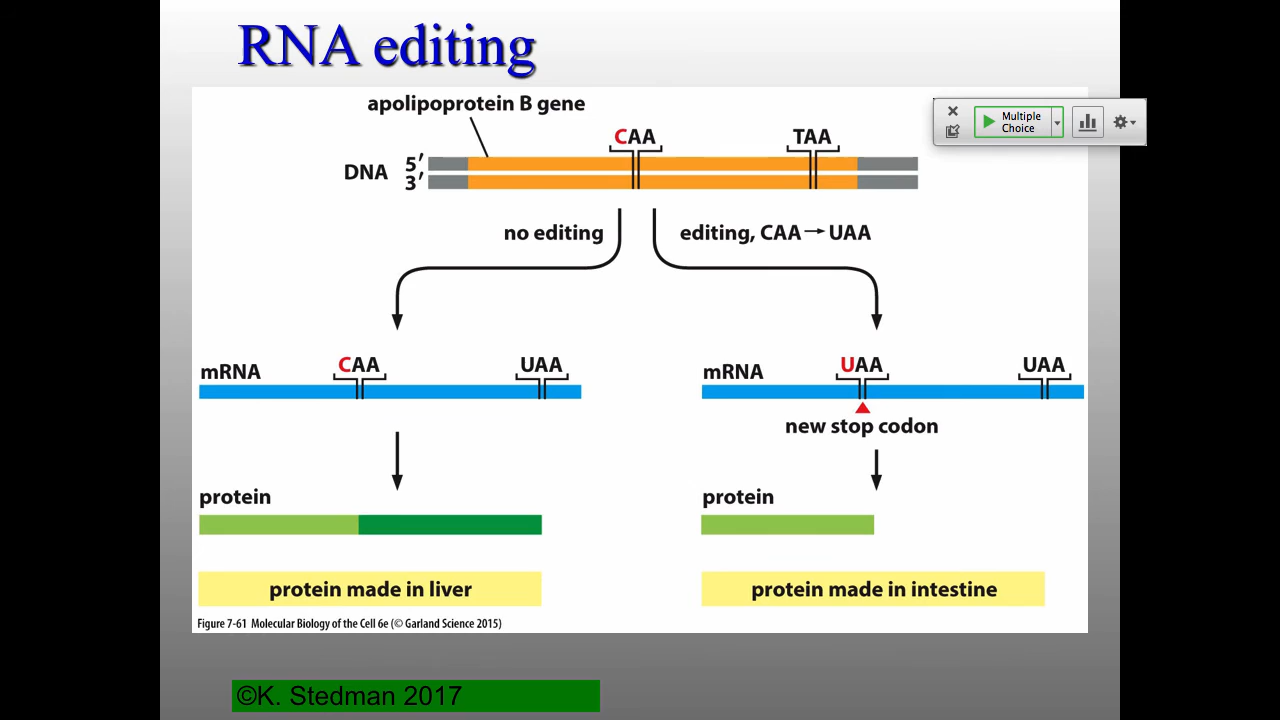 RNA editing
apolipoprotein B gene
CAA
TAA
DNA
5′
3′
Multiple
Choice
no editing
editing, CAA → UAA
mRNA
CAA
UAA
mRNA
UAA
UAA
new stop codon
protein
protein
protein made in liver
protein made in intestine
Figure 7-61 Molecular Biology of the Cell 6e (© Garland Science 2015)
©K. Stedman 2017